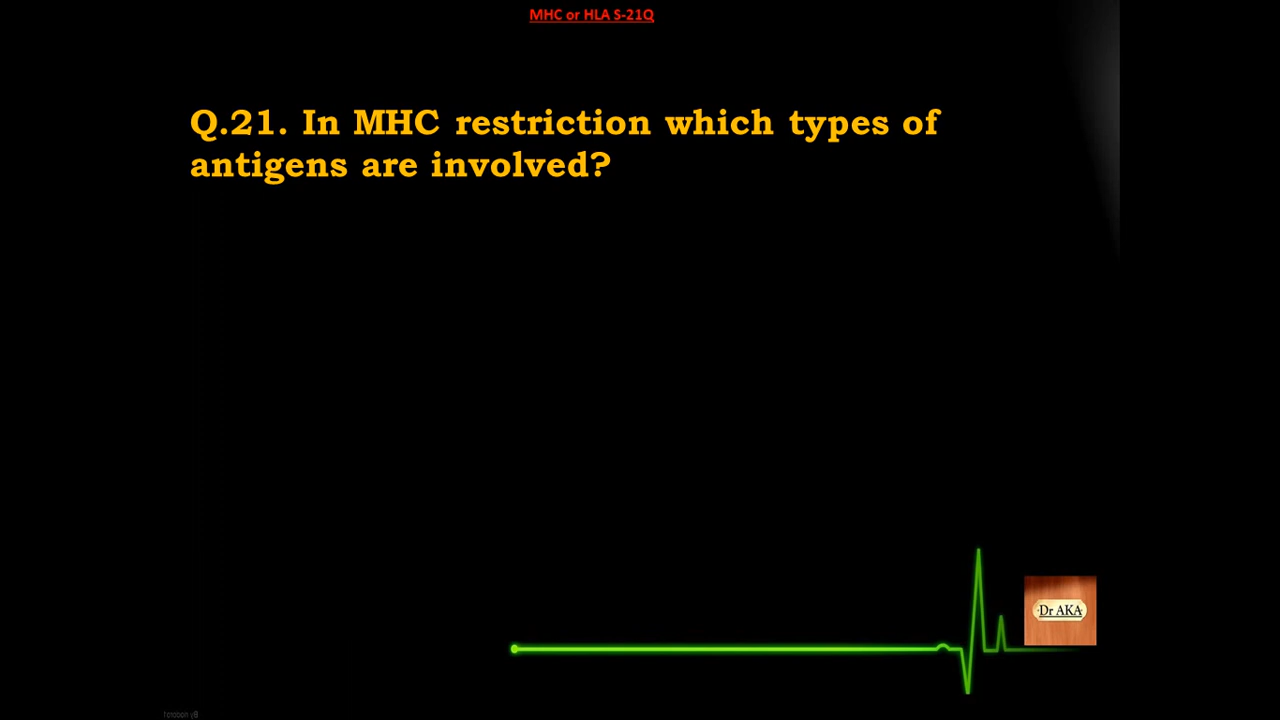 MHC or HLA S-21Q
Q.21. In MHC restriction which types of
antigens are involved?
Dr AKA